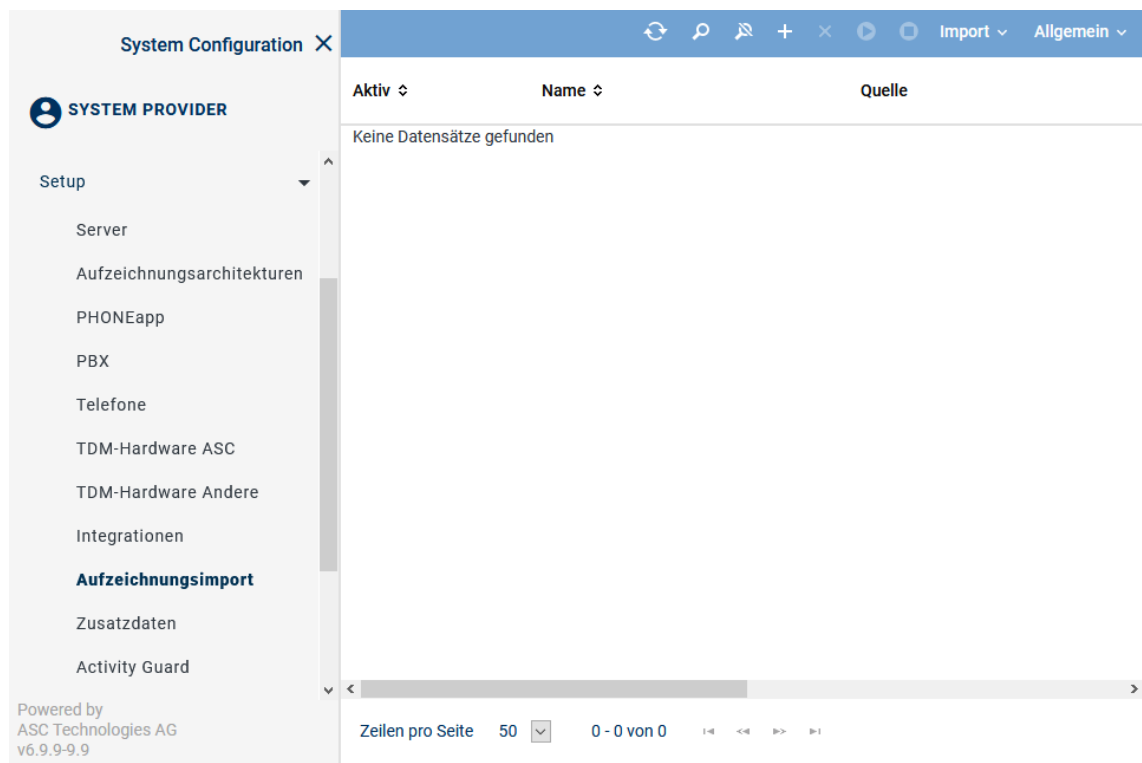 System Configuration
Import
Allgemein
SYSTEM PROVIDER
Aktiv
Name
Quelle
Keine Datensätze gefunden
Setup
Server
Aufzeichnungsarchitekturen
PHONEapp
PBX
Telefone
TDM-Hardware ASC
TDM-Hardware Andere
Integrationen
Aufzeichnungsimport
Zusatzdaten
Activity Guard
Powered by
ASC Technologies AG
v6.9.9-9.9
Zeilen pro Seite 50 0 - 0 von 0